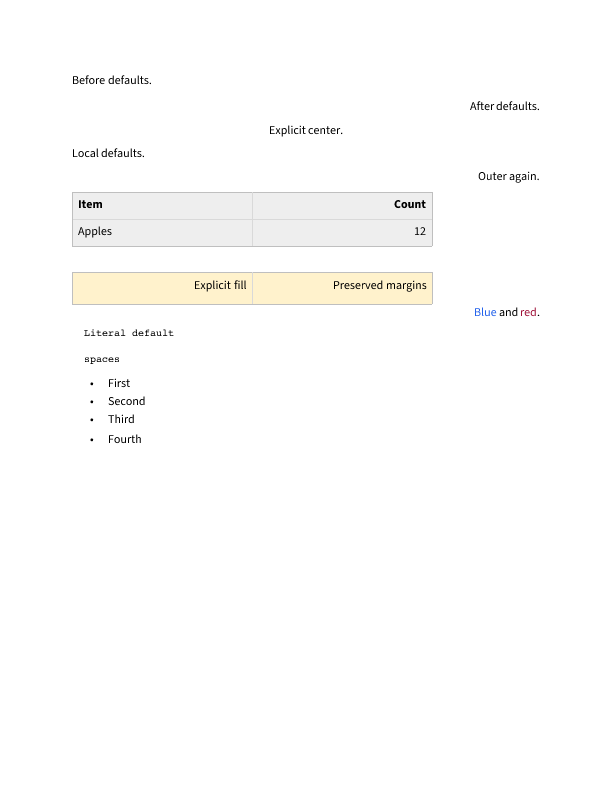 Before defaults.
After defaults.
Explicit center.
Local defaults.
Outer again.
Item Count
Apples 12
Explicit fill Preserved margins
Blue and red.
Literal default
spaces
• First
• Second
• Third
• Fourth